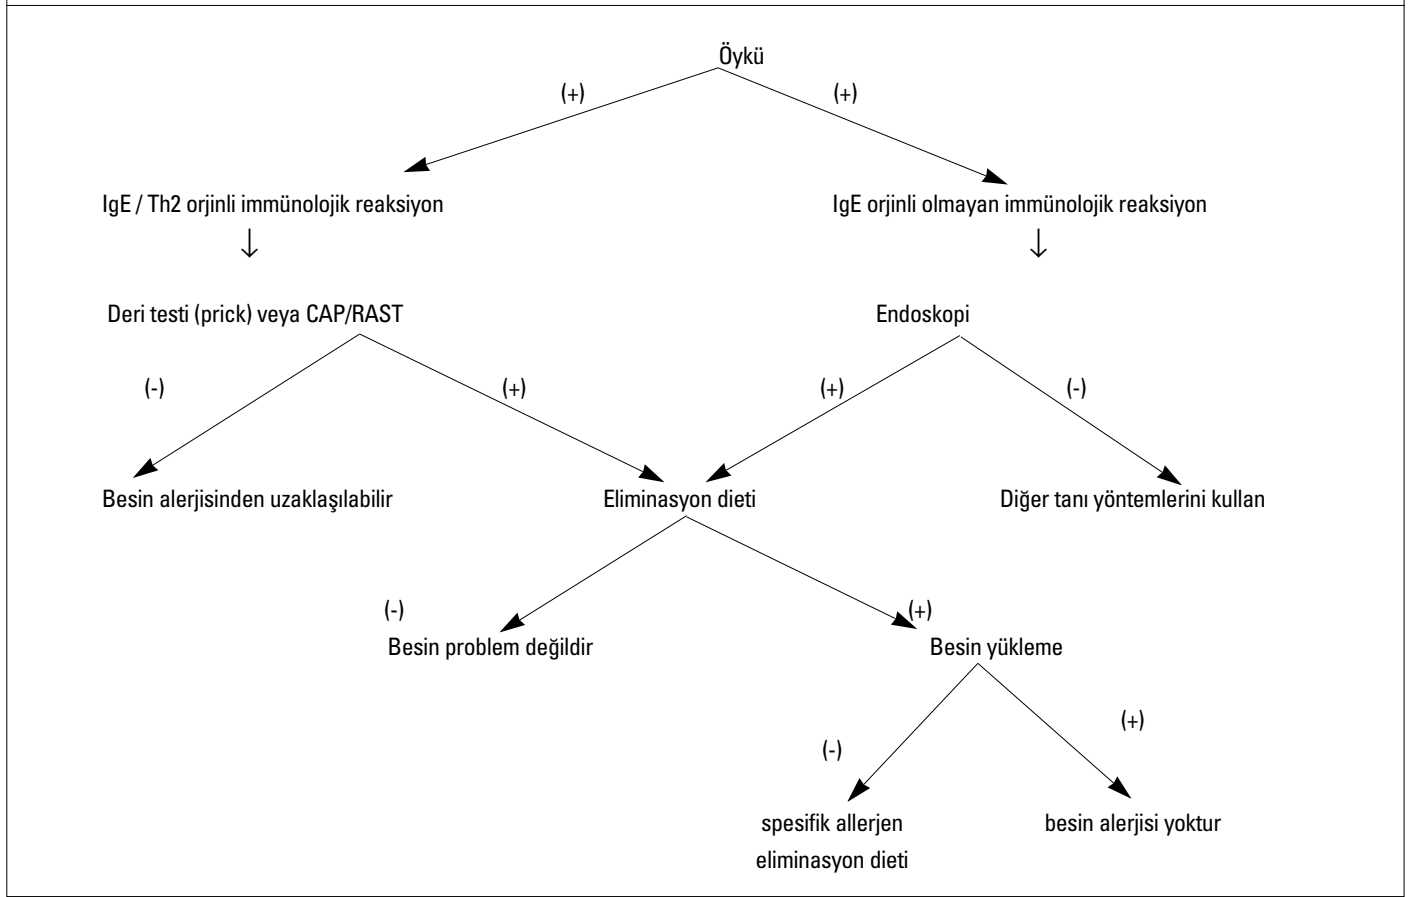 Öykü
(+)
(+)
IgE / Th2 orjinli immünolojik reaksiyon
IgE orjinli olmayan immünolojik reaksiyon
Deri testi (prick) veya CAP/RAST
Endoskopi
(-)
(+)
(+)
(-)
Besin alerjisinden uzaklaşılabilir
Eliminasyon dieti
Diğer tanı yöntemlerini kullan
(-)
(+)
Besin problem değildir
Besin yükleme
(-)
(+)
spesifik allerjen
eliminasyon dieti
besin alerjisi yoktur